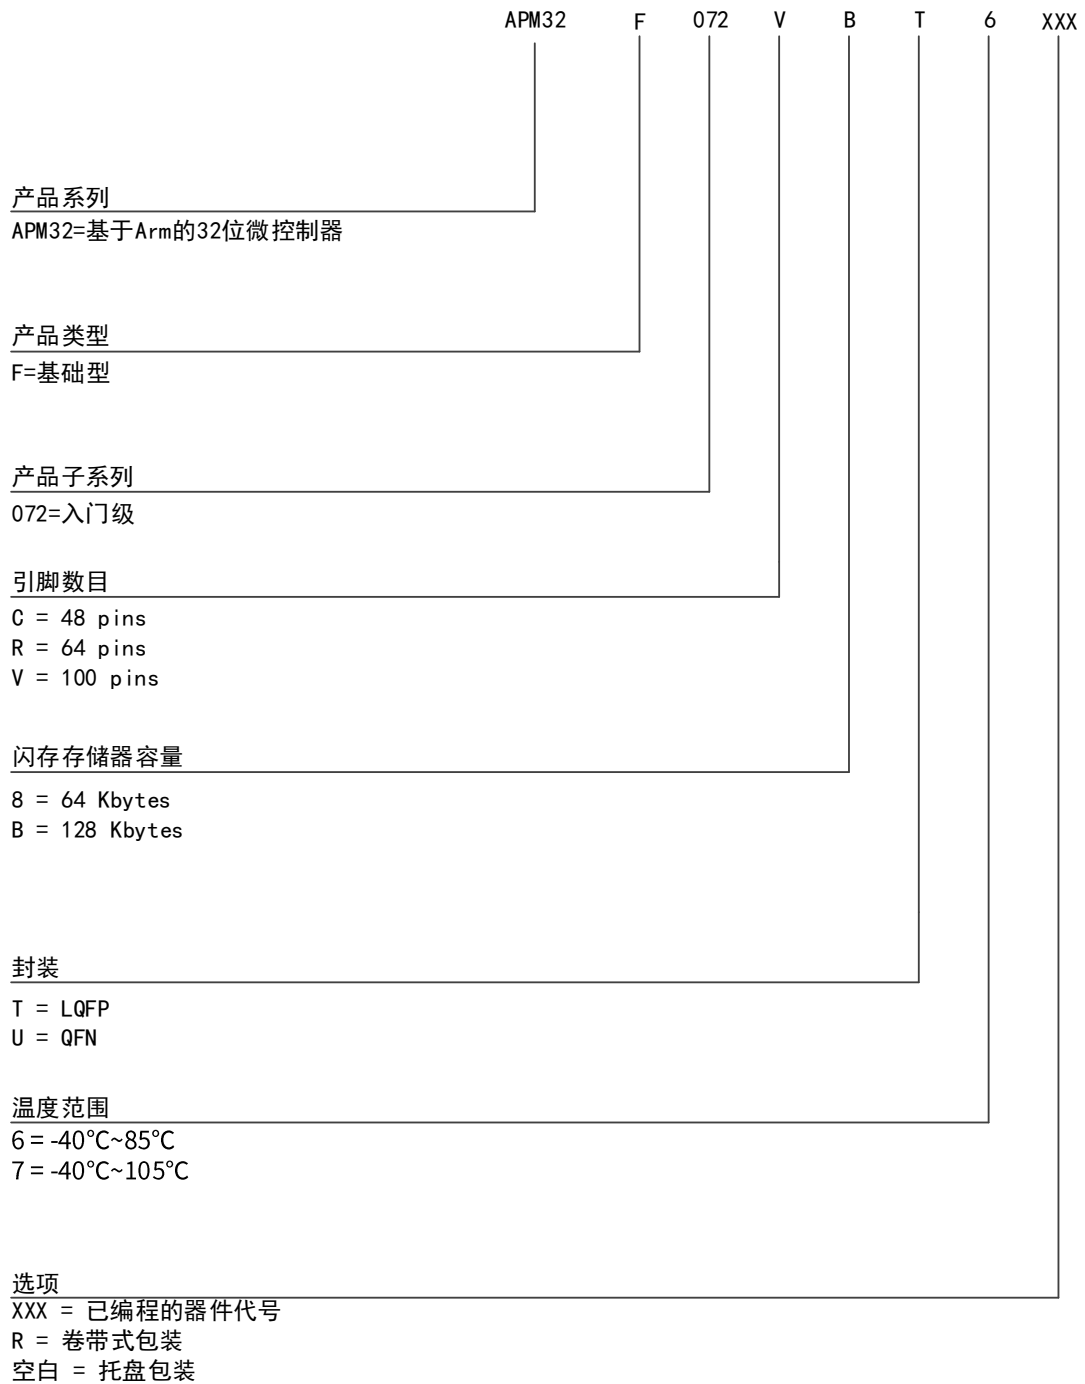 APM32 F 072 V B T 6 XXX
产品系列
APM32=基于Arm的32位微控制器
产品类型
F=基础型
产品子系列
072=入门级
引脚数目
C = 48 pins
R = 64 pins
V = 100 pins
闪存存储器容量
8 = 64 Kbytes
B = 128 Kbytes
封装
T = LQFP
U = QFN
温度范围
6 = -40℃~85℃
7 = -40℃~105℃
选项
XXX = 已编程的器件代号
R = 卷带式包装
空白 = 托盘包装